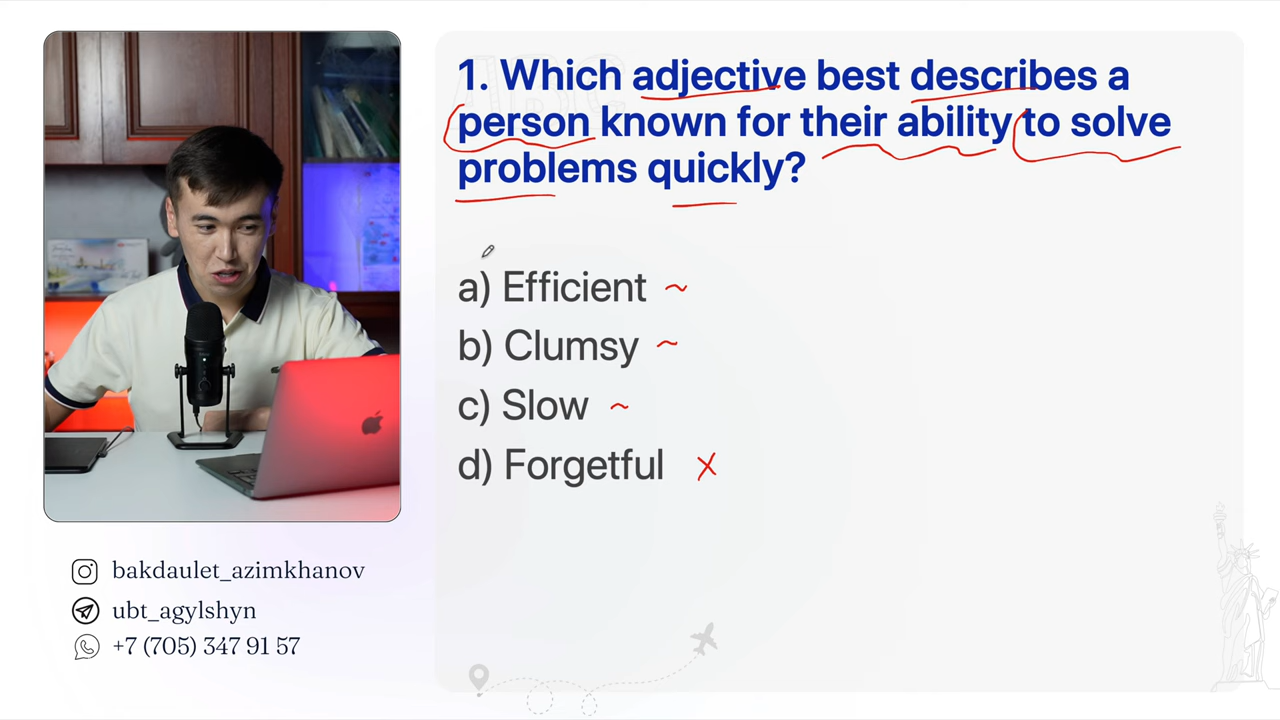 1. Which adjective best describes a
person known for their ability to solve
problems quickly?
a) Efficient ~
b) Clumsy ~
c) Slow ~
d) Forgetful x
bakdaulet_azimkhanov
ubt_agylshyn
+7 (705) 347 91 57